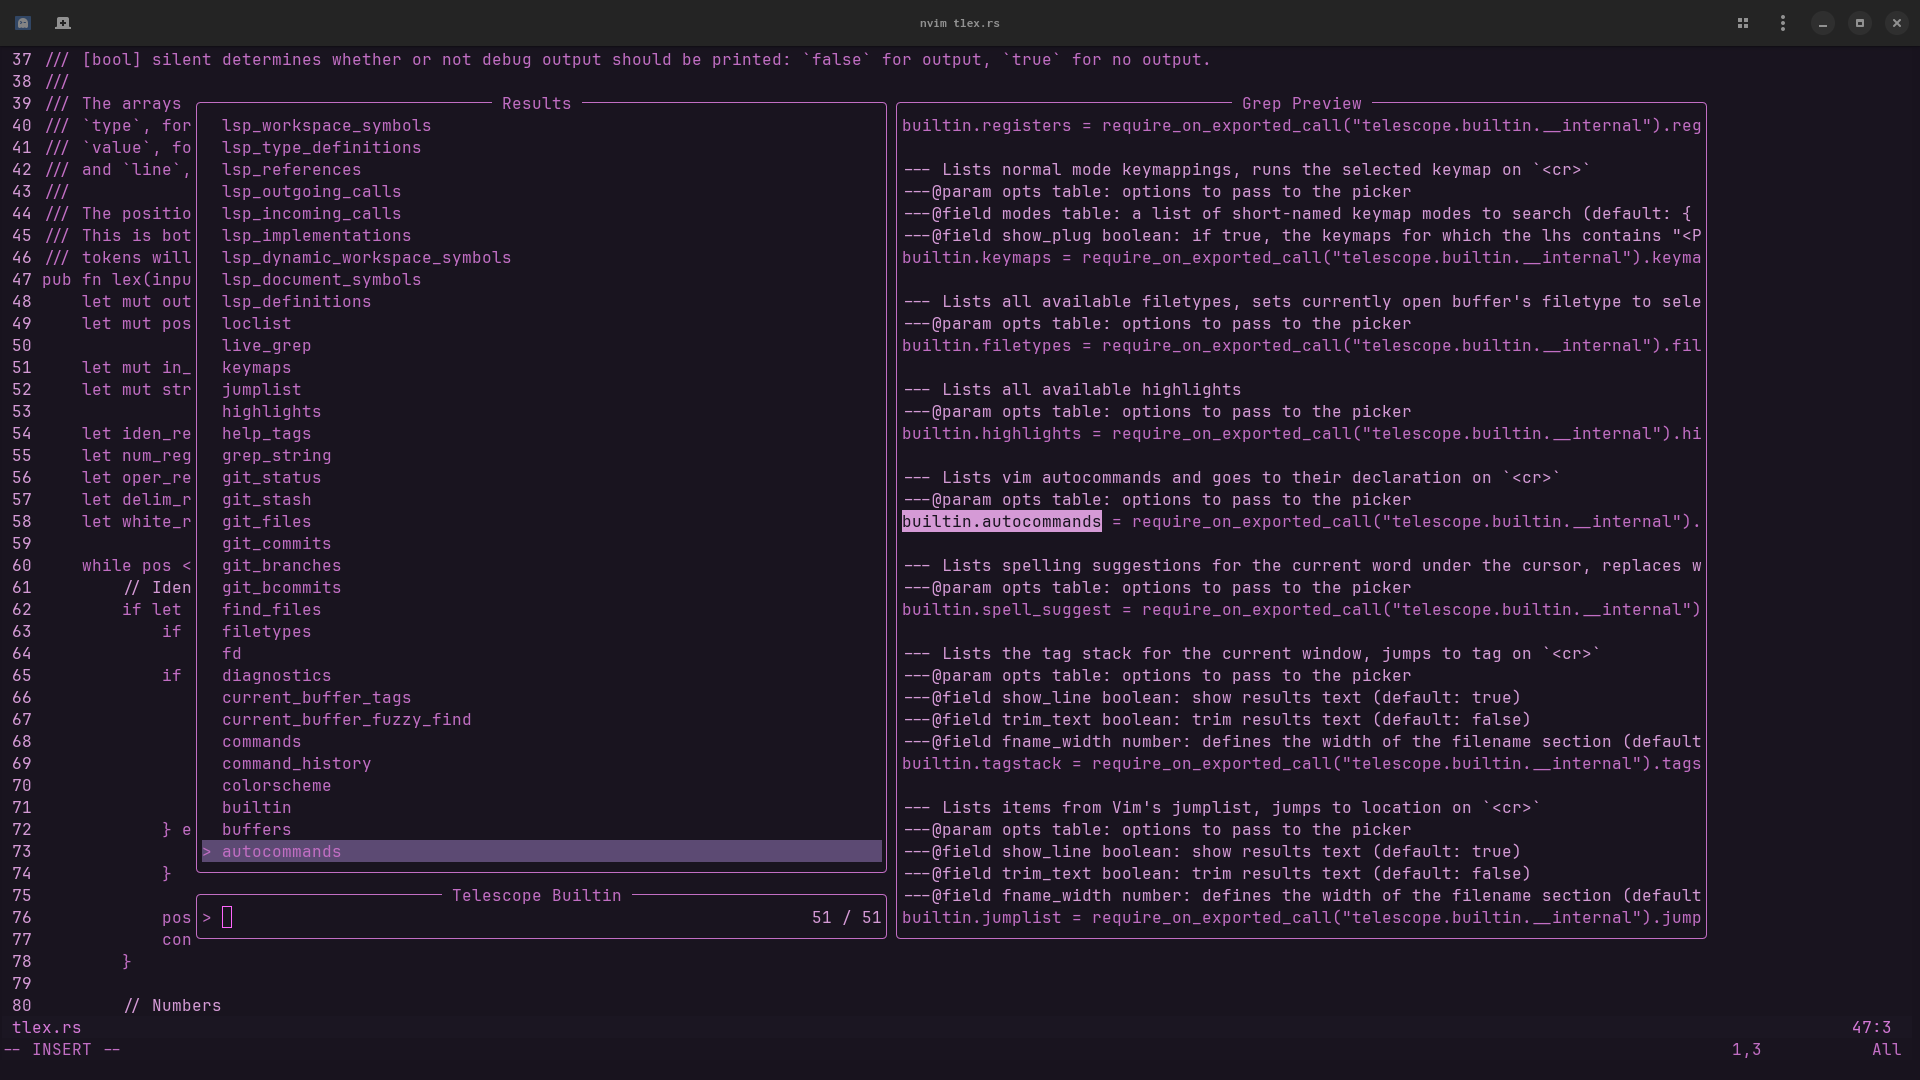 nvim tlex.rs
37 /// [bool] silent determines whether or not debug output should be printed: `false` for output, `true` for no output.
38 ///
39 /// The arrays
40 /// `type`, for
41 /// `value`, fo
42 /// and `line`,
43 ///
44 /// The positio
45 /// This is bot
46 /// tokens will
47 pub fn lex(inpu
48     let mut out
49     let mut pos
50
51     let mut in_
52     let mut str
53
54     let iden_re
55     let num_reg
56     let oper_re
57     let delim_r
58     let white_r
59
60     while pos <
61         // Iden
62         if let
63             if
64
65             if
66
67
68
69
70
71
72             } e
73
74             }
75
76             pos
77             con
78         }
79
80         // Numbers
Results
lsp_workspace_symbols
lsp_type_definitions
lsp_references
lsp_outgoing_calls
lsp_incoming_calls
lsp_implementations
lsp_dynamic_workspace_symbols
lsp_document_symbols
lsp_definitions
loclist
live_grep
keymaps
jumplist
highlights
help_tags
grep_string
git_status
git_stash
git_files
git_commits
git_branches
git_bcommits
find_files
filetypes
fd
diagnostics
current_buffer_tags
current_buffer_fuzzy_find
commands
command_history
colorscheme
builtin
buffers
> autocommands
Telescope Builtin
> 51 / 51
Grep Preview
builtin.registers = require_on_exported_call("telescope.builtin.__internal").reg
--- Lists normal mode keymappings, runs the selected keymap on `<cr>`
---@param opts table: options to pass to the picker
---@field modes table: a list of short-named keymap modes to search (default: {
---@field show_plug boolean: if true, the keymaps for which the lhs contains "<P
builtin.keymaps = require_on_exported_call("telescope.builtin.__internal").keyma
--- Lists all available filetypes, sets currently open buffer's filetype to sele
---@param opts table: options to pass to the picker
builtin.filetypes = require_on_exported_call("telescope.builtin.__internal").fil
--- Lists all available highlights
---@param opts table: options to pass to the picker
builtin.highlights = require_on_exported_call("telescope.builtin.__internal").hi
--- Lists vim autocommands and goes to their declaration on `<cr>`
---@param opts table: options to pass to the picker
builtin.autocommands = require_on_exported_call("telescope.builtin.__internal").
--- Lists spelling suggestions for the current word under the cursor, replaces w
---@param opts table: options to pass to the picker
builtin.spell_suggest = require_on_exported_call("telescope.builtin.__internal")
--- Lists the tag stack for the current window, jumps to tag on `<cr>`
---@param opts table: options to pass to the picker
---@field show_line boolean: show results text (default: true)
---@field trim_text boolean: trim results text (default: false)
---@field fname_width number: defines the width of the filename section (default
builtin.tagstack = require_on_exported_call("telescope.builtin.__internal").tags
--- Lists items from Vim's jumplist, jumps to location on `<cr>`
---@param opts table: options to pass to the picker
---@field show_line boolean: show results text (default: true)
---@field trim_text boolean: trim results text (default: false)
---@field fname_width number: defines the width of the filename section (default
builtin.jumplist = require_on_exported_call("telescope.builtin.__internal").jump
tlex.rs 47:3
-- INSERT -- 1,3 All